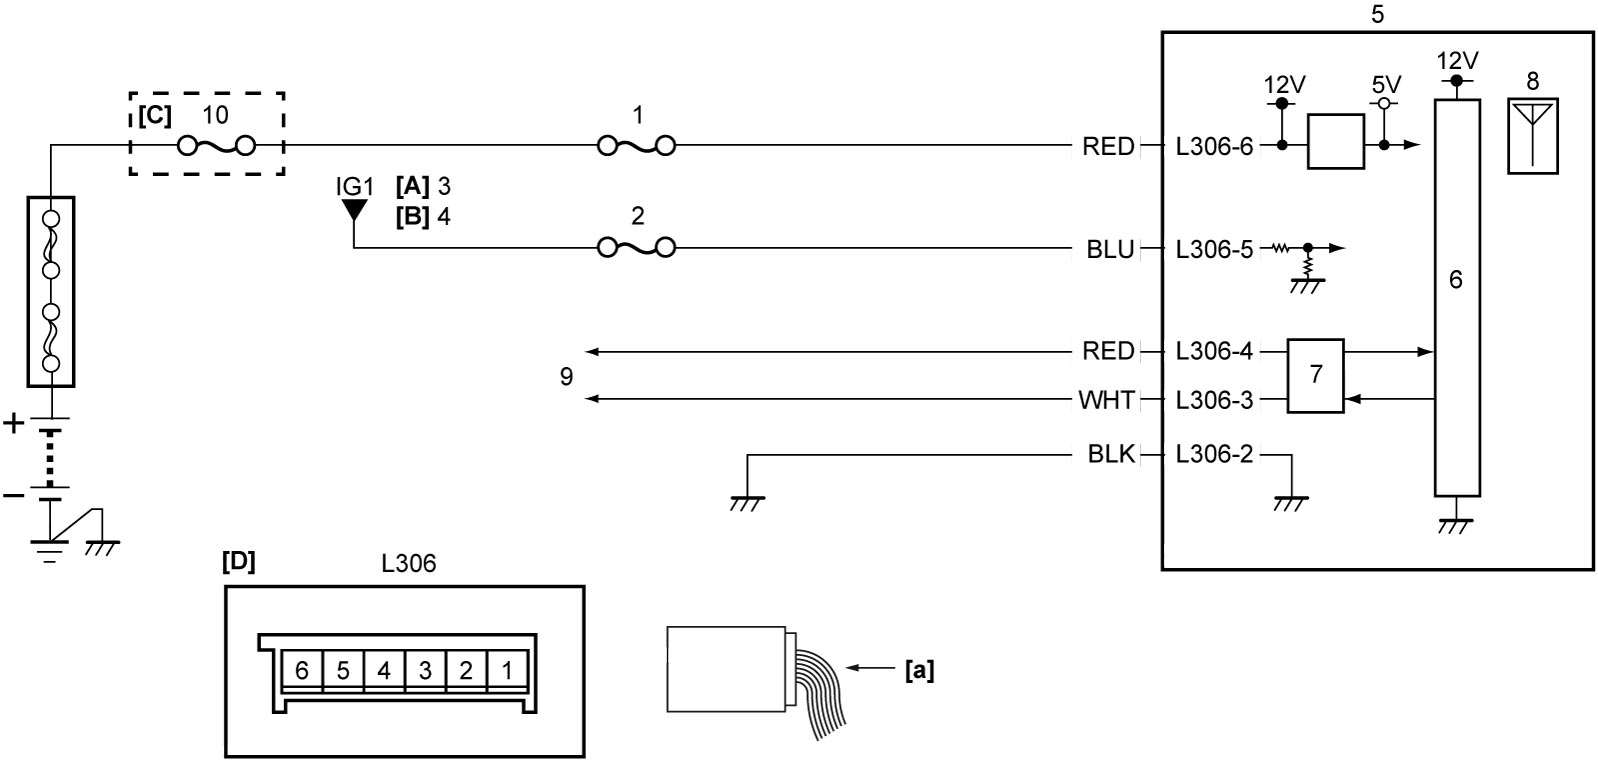 5
12V
[C] 10
1
12V
5V
8
RED
L306-6
IG1
[A] 3
[B] 4
2
BLU
L306-5
6
RED
L306-4
9
7
WHT
L306-3
+
BLK
L306-2
−
[D]
L306
6 5 4 3 2 1
[a]